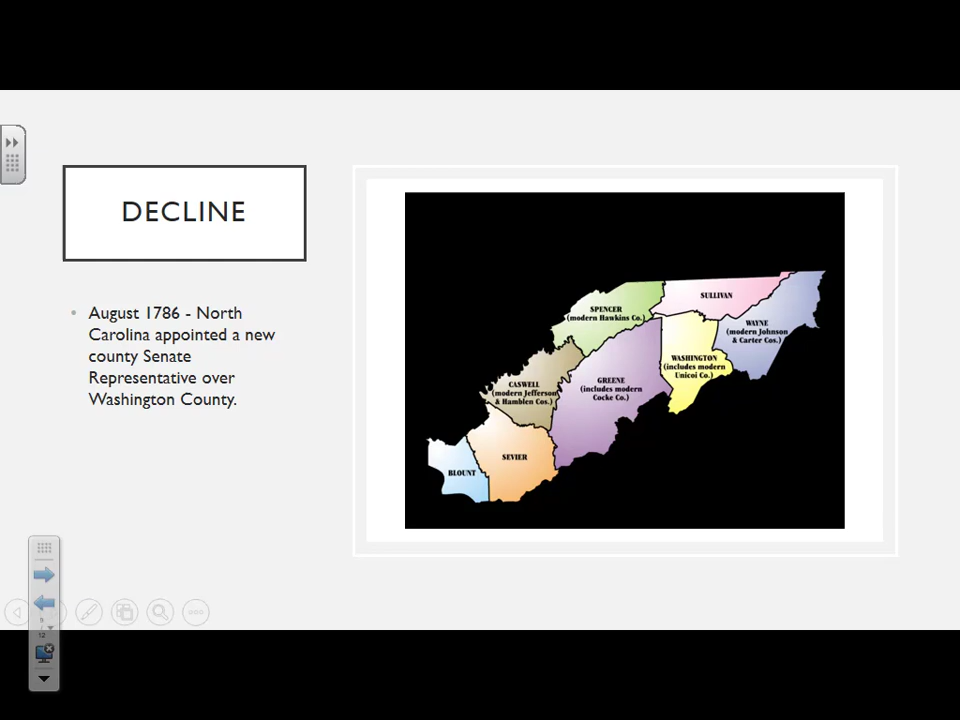 DECLINE
• August 1786 - North
Carolina appointed a new
county Senate
Representative over
Washington County.
SPENCER
(modern Hawkins Co.)
SULLIVAN
WAYNE
(modern Johnson
& Carter Cos.)
WASHINGTON
(includes modern
Unicoi Co.)
CASWELL
(modern Jefferson
& Hamblen Cos.)
GREENE
(includes modern
Cocke Co.)
SEVIER
BLOUNT
9
/
12